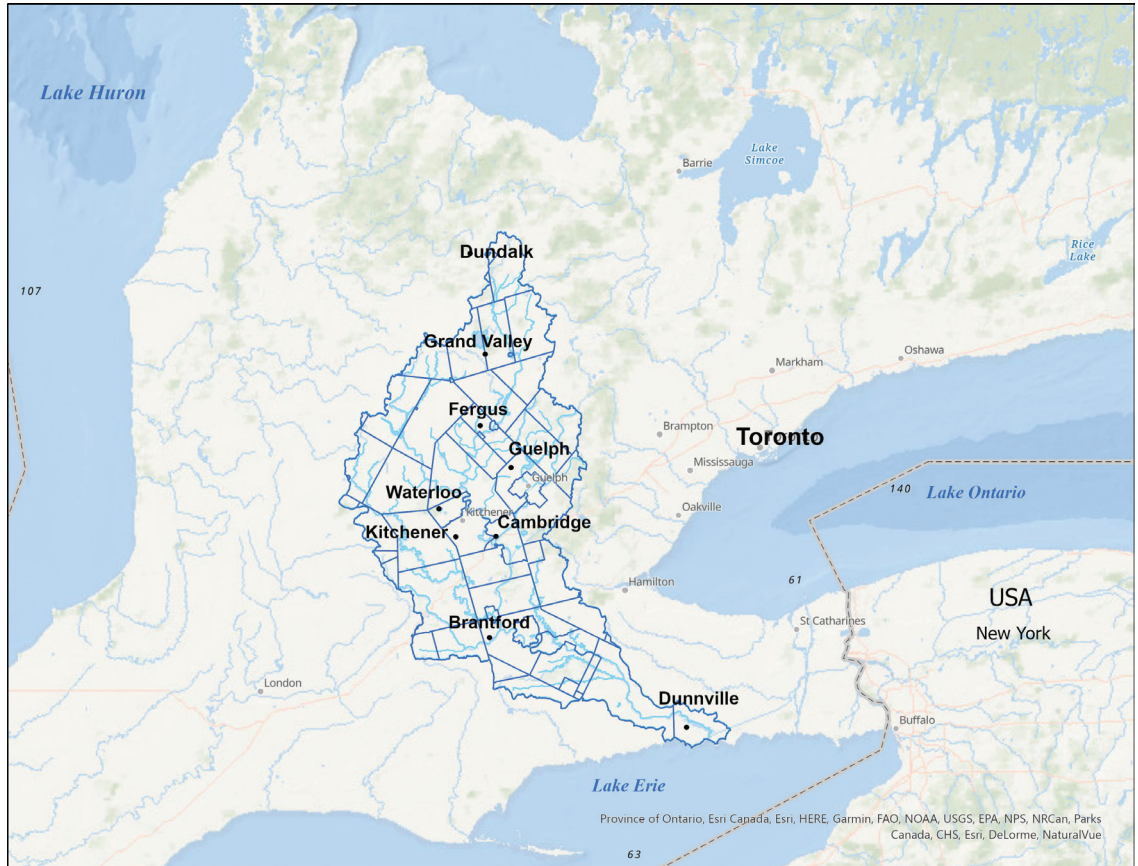 Lake Huron
Lake
Simcoe
Barrie
Rice
Lake
Dundalk
107
Grand Valley
Markham
Oshawa
Fergus
Brampton
Toronto
Guelph
Mississauga
Guelph
Waterloo
140
Lake Ontario
Kitchener
Oakville
Kitchener
Cambridge
Hamilton
61
USA
St Catharines
Brantford
New York
London
Dunnville
Buffalo
Lake Erie
Province of Ontario, Esri Canada, Esri, HERE, Garmin, FAO, NOAA, USGS, EPA, NPS, NRCan, Parks
Canada, CHS, Esri, DeLorme, NaturalVue
63